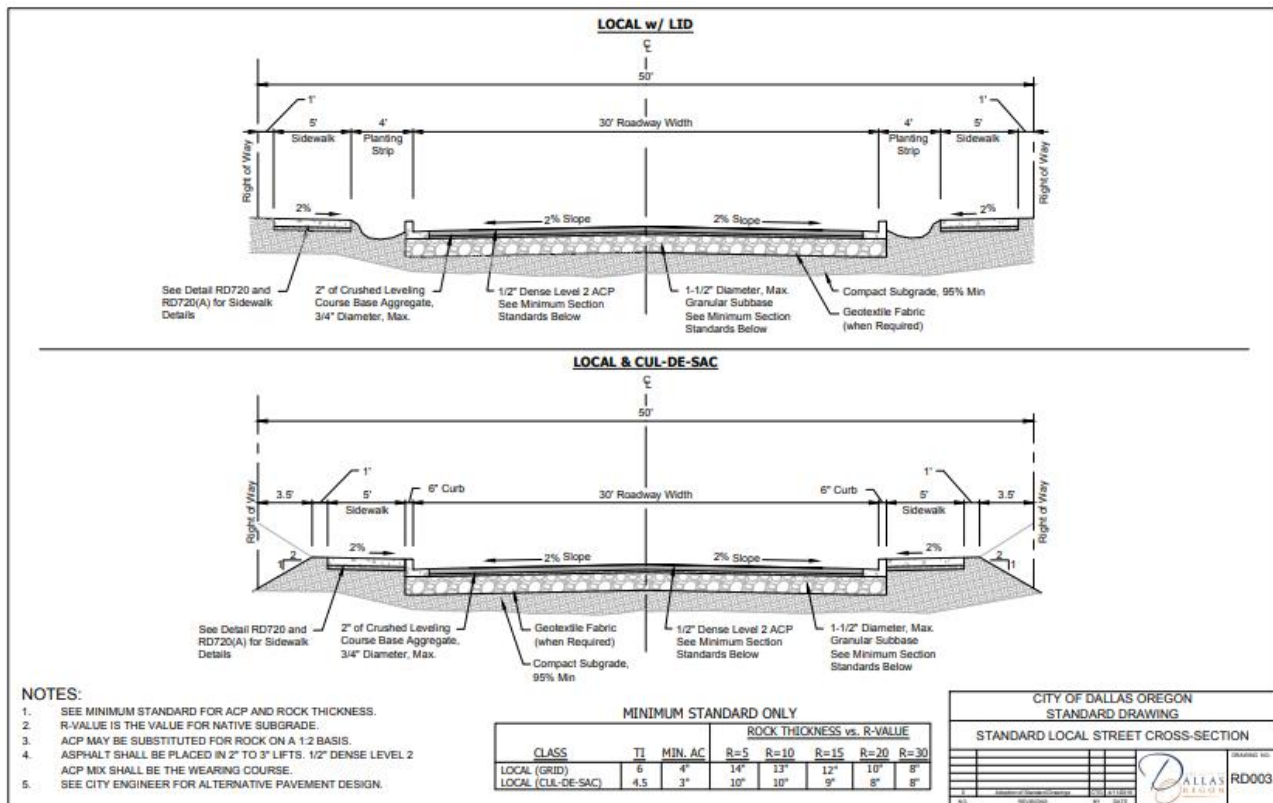 LOCAL w/ LID
℄
50'
1'
1'
5'
4'
30' Roadway Width
4'
5'
Sidewalk
Planting
Strip
Planting
Strip
Sidewalk
Right of Way
Right of Way
2%
2% Slope
2% Slope
2%
See Detail RD720 and
RD720(A) for Sidewalk
Details
2" of Crushed Leveling
Course Base Aggregate,
3/4" Diameter, Max.
1/2" Dense Level 2 ACP
See Minimum Section
Standards Below
1-1/2" Diameter, Max.
Granular Subbase
See Minimum Section
Standards Below
Compact Subgrade, 95% Min
Geotextile Fabric
(when Required)
LOCAL & CUL-DE-SAC
℄
50'
1'
1'
3.5'
5'
6" Curb
30' Roadway Width
6" Curb
5'
3.5'
Sidewalk
Sidewalk
Right of Way
Right of Way
2%
2% Slope
2% Slope
2%
2
1
2
1
See Detail RD720 and
RD720(A) for Sidewalk
Details
2" of Crushed Leveling
Course Base Aggregate,
3/4" Diameter, Max.
Geotextile Fabric
(when Required)
Compact Subgrade,
95% Min
1/2" Dense Level 2 ACP
See Minimum Section
Standards Below
1-1/2" Diameter, Max.
Granular Subbase
See Minimum Section
Standards Below
NOTES:
1. SEE MINIMUM STANDARD FOR ACP AND ROCK THICKNESS.
2. R-VALUE IS THE VALUE FOR NATIVE SUBGRADE.
3. ACP MAY BE SUBSTITUTED FOR ROCK ON A 1:2 BASIS.
4. ASPHALT SHALL BE PLACED IN 2" TO 3" LIFTS. 1/2" DENSE LEVEL 2
ACP MIX SHALL BE THE WEARING COURSE.
5. SEE CITY ENGINEER FOR ALTERNATIVE PAVEMENT DESIGN.
MINIMUM STANDARD ONLY
ROCK THICKNESS vs. R-VALUE
CLASS TI MIN. AC R=5 R=10 R=15 R=20 R=30
LOCAL (GRID) 6 4" 14" 13" 12" 10" 8"
LOCAL (CUL-DE-SAC) 4.5 3" 10" 10" 9" 8" 8"
CITY OF DALLAS OREGON
STANDARD DRAWING
STANDARD LOCAL STREET CROSS-SECTION
Adoption of Standard Drawings
NO. REVISIONS BY DATE
DALLAS
OREGON
DRAWING NO.
RD003